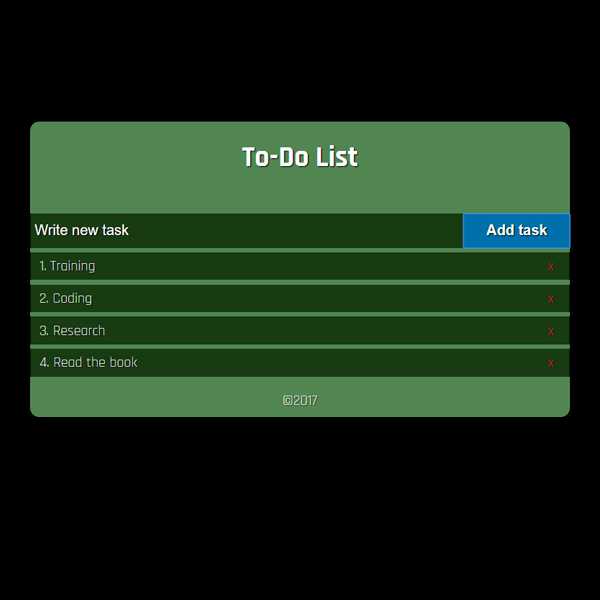 To-Do List
Write new task Add task
1. Training x
2. Coding x
3. Research x
4. Read the book x
©2017